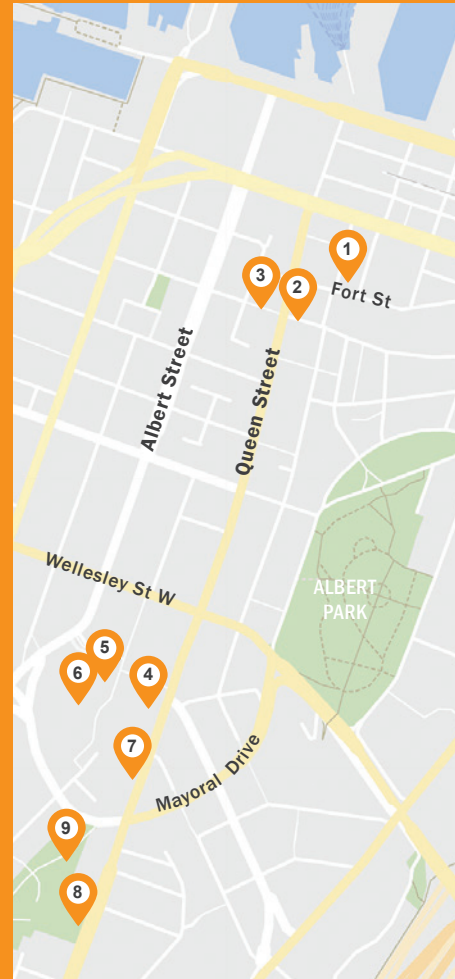 1
3
2
Fort St
Albert Street
Queen Street
Wellesley St W
ALBERT
PARK
5
6
4
7
Mayoral Drive
9
8